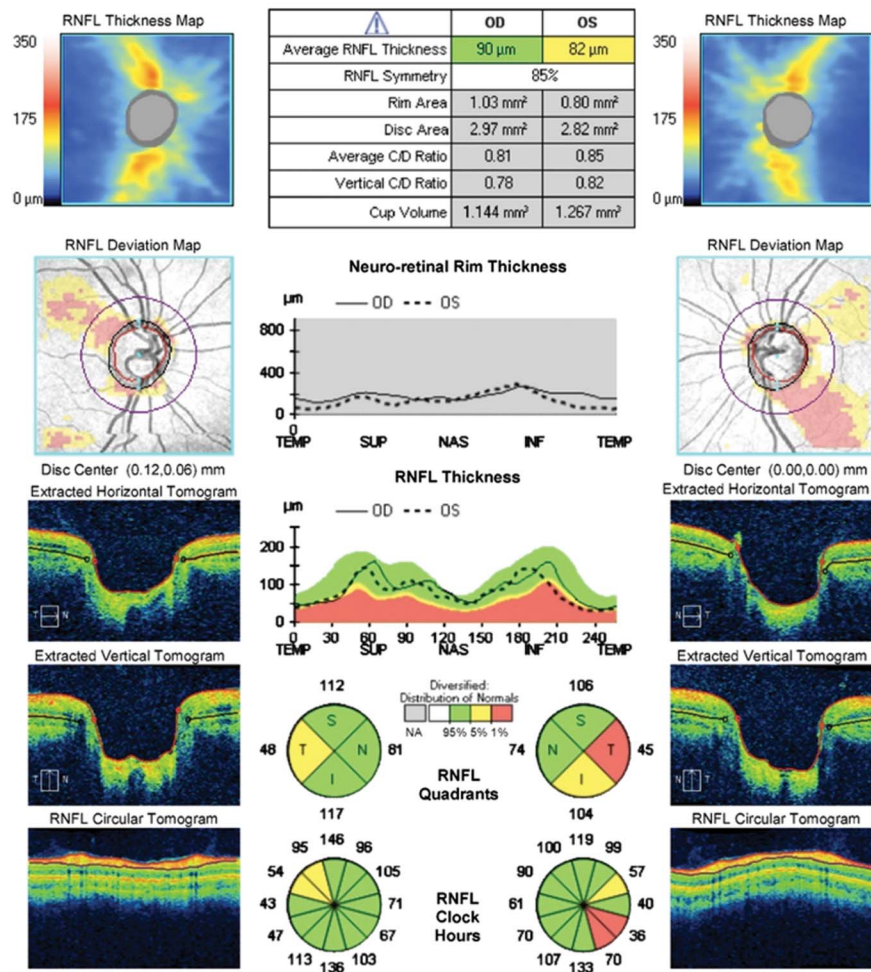 RNFL Thickness Map
350
175
0 μm
OD OS
Average RNFL Thickness 90 μm 82 μm
RNFL Symmetry 85%
Rim Area 1.03 mm² 0.80 mm²
Disc Area 2.97 mm² 2.82 mm²
Average C/D Ratio 0.81 0.85
Vertical C/D Ratio 0.78 0.82
Cup Volume 1.144 mm³ 1.267 mm³
RNFL Thickness Map
350
175
0 μm
RNFL Deviation Map
Disc Center (0.12,0.06) mm
Neuro-retinal Rim Thickness
μm
OD OS
800
400
0
TEMP SUP NAS INF TEMP
RNFL Deviation Map
Disc Center (0.00,0.00) mm
Extracted Horizontal Tomogram
T N
RNFL Thickness
μm
OD OS
200
100
0
0 30 60 90 120 150 180 210 240
TEMP SUP NAS INF TEMP
Extracted Horizontal Tomogram
T N
Extracted Vertical Tomogram
T N
112
S
48 T N 81
I
117
Diversified:
Distribution of Normals
NA 95% 5% 1%
RNFL
Quadrants
106
S
74 N T 45
I
104
Extracted Vertical Tomogram
T N
RNFL Circular Tomogram
146
95 96
54 105
43 71
47 67
113 103
136
RNFL
Clock
Hours
119
100 99
90 57
61 40
70 36
107 70
133
RNFL Circular Tomogram